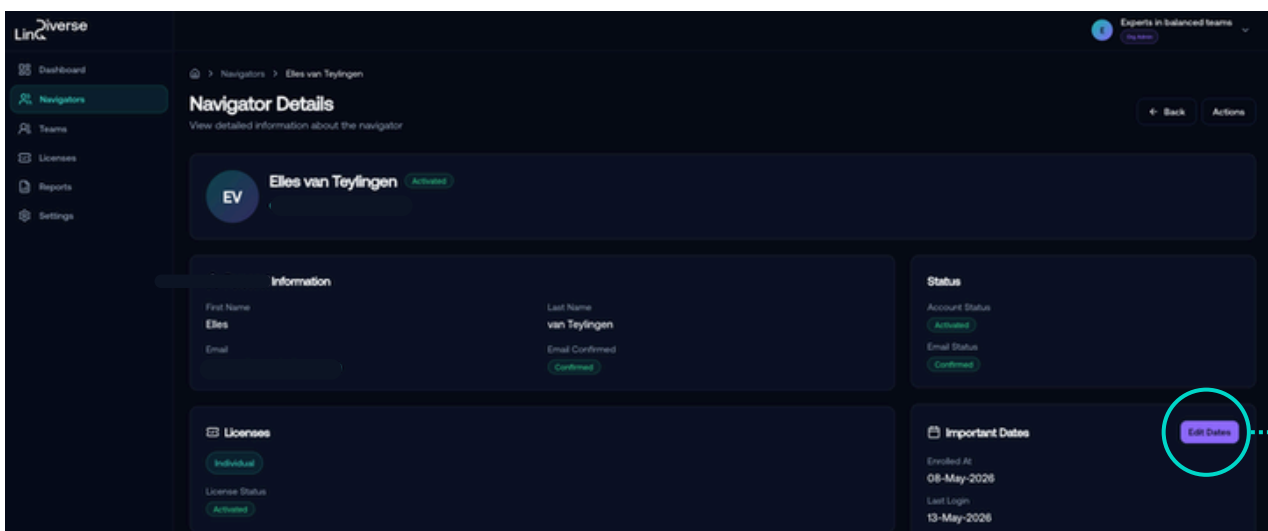 LinQDiverse
Experts in balanced teams
Org Admin
Dashboard
Navigators
Teams
Licenses
Reports
Settings
Navigators > Elles van Teylingen
Navigator Details
View detailed information about the navigator
← Back
Actions
EV
Elles van Teylingen
Activated
Information
First Name
Elles
Last Name
van Teylingen
Email
Email Confirmed
Confirmed
Status
Account Status
Activated
Email Status
Confirmed
Licenses
Individual
License Status
Activated
Important Dates
Edit Dates
Enrolled At
08-May-2026
Last Login
13-May-2026